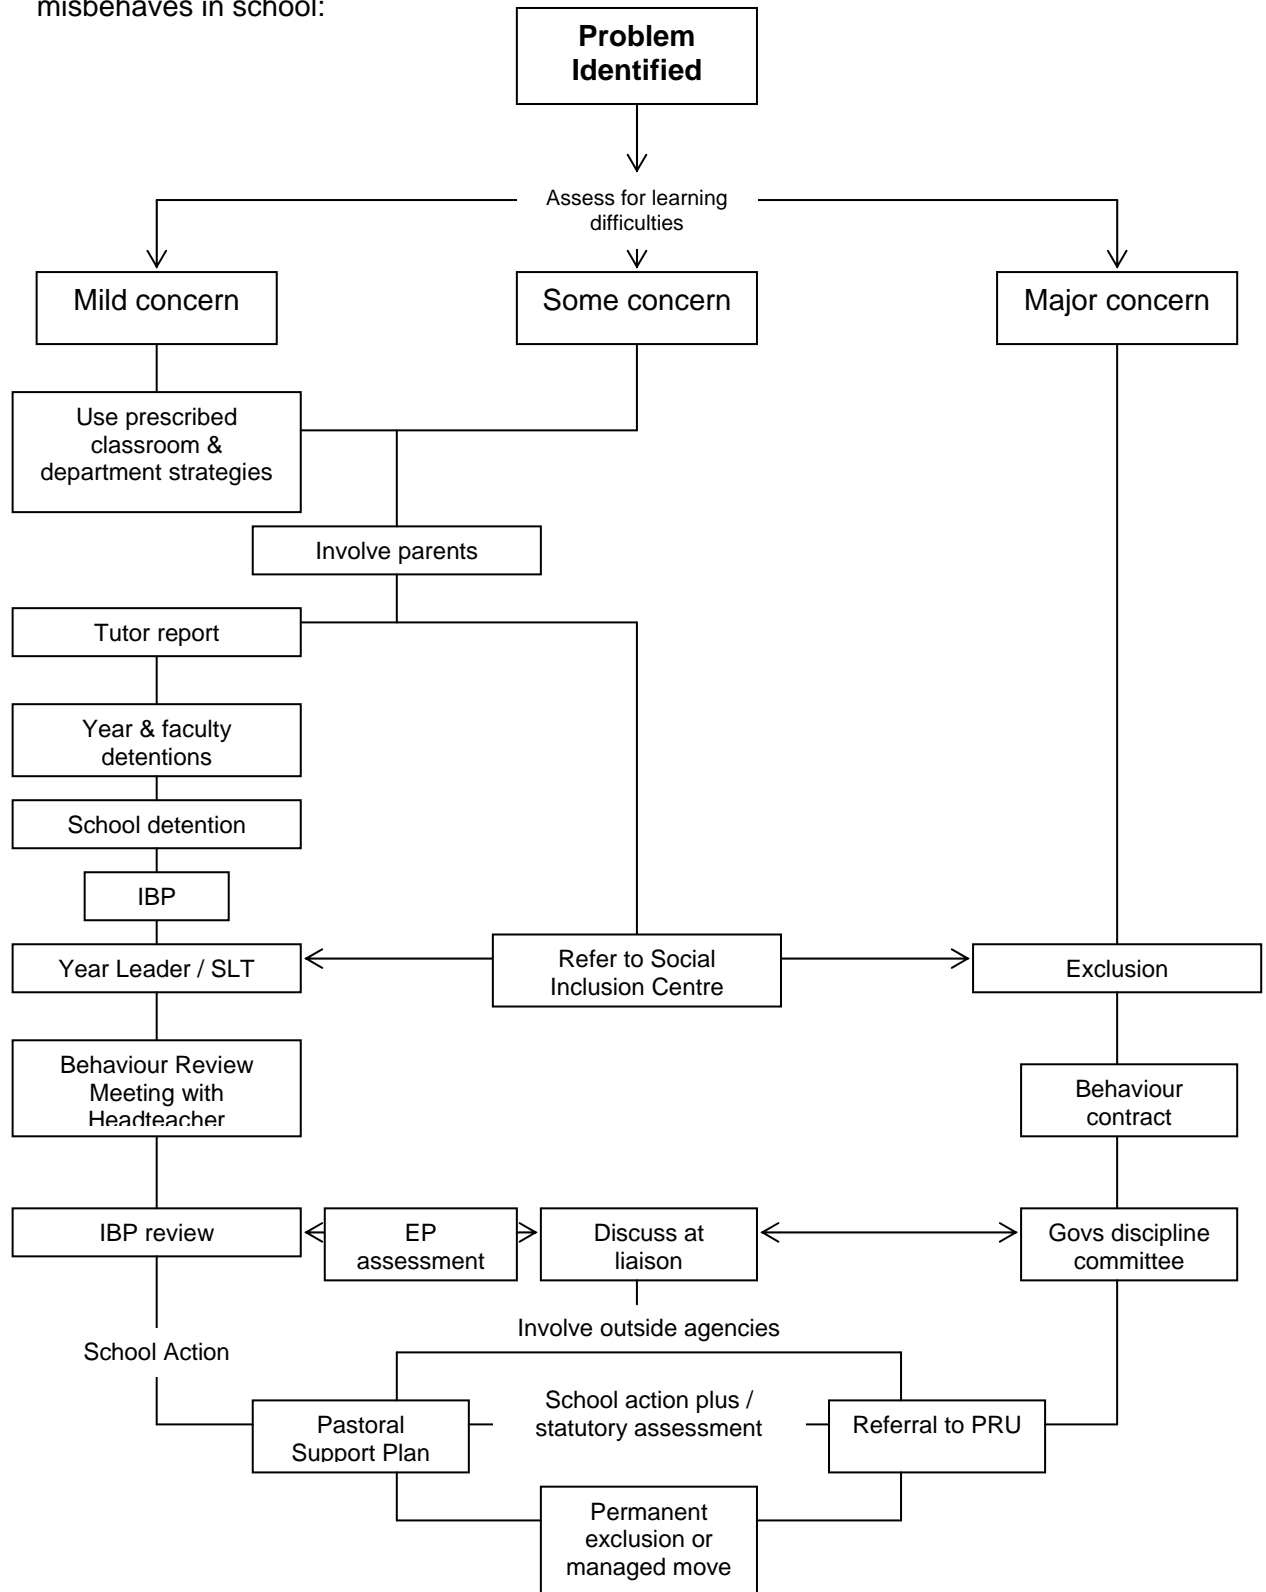 misbehaves in school:
Problem
Identified
Assess for learning
difficulties
Mild concern
Some concern
Major concern
Use prescribed
classroom &
department strategies
Involve parents
Tutor report
Year & faculty
detentions
School detention
IBP
Year Leader / SLT
Refer to Social
Inclusion Centre
Exclusion
Behaviour Review
Meeting with
Headteacher
Behaviour
contract
IBP review
EP
assessment
Discuss at
liaison
Govs discipline
committee
Involve outside agencies
School Action
Pastoral
Support Plan
School action plus /
statutory assessment
Referral to PRU
Permanent
exclusion or
managed move